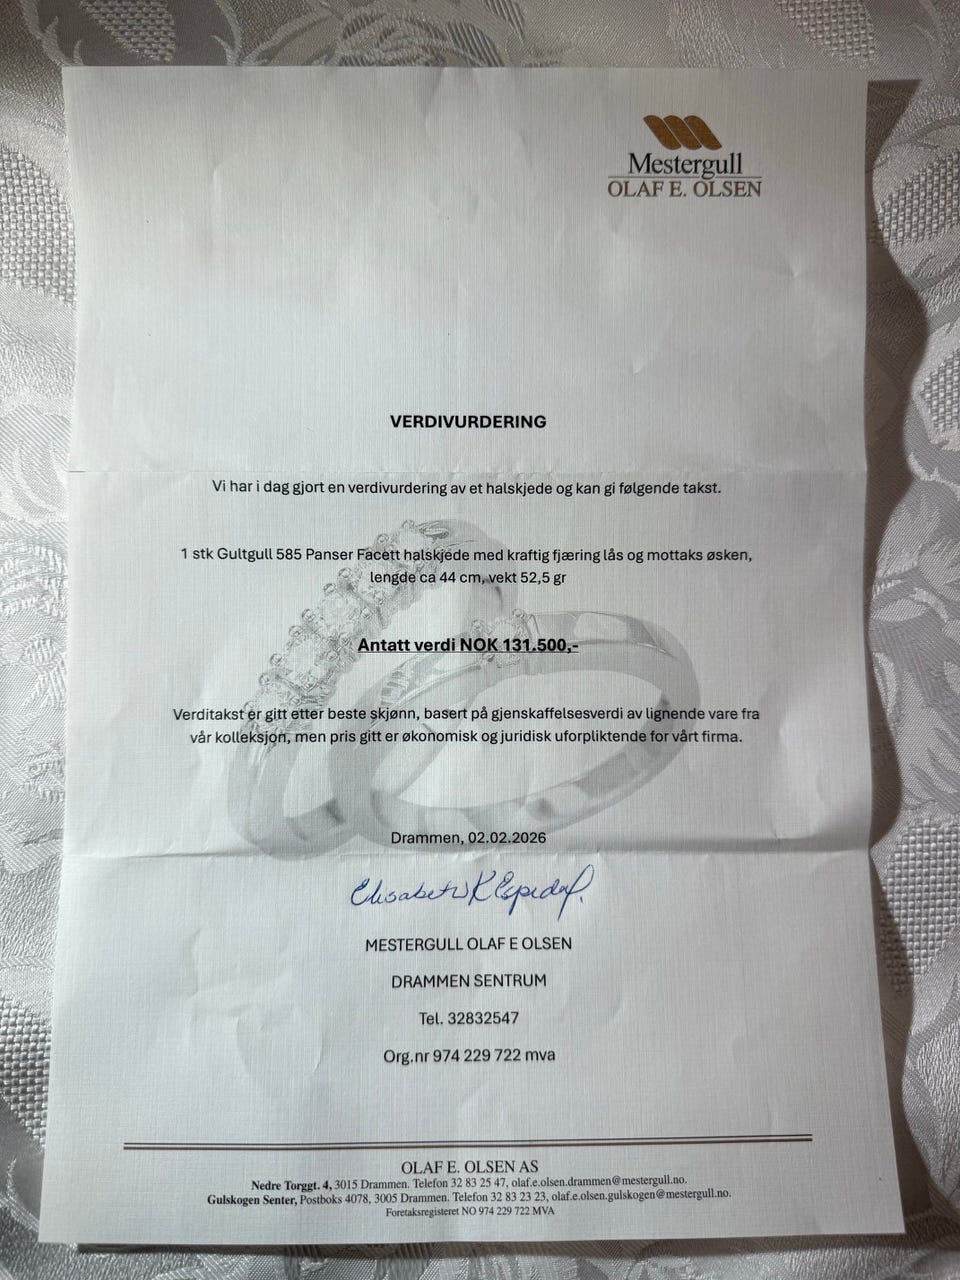 Mestergull
OLAF E. OLSEN
VERDIVURDERING
Vi har i dag gjort en verdivurdering av et halskjede og kan gi følgende takst.
1 stk Gultgull 585 Panser Facett halskjede med kraftig fjæring lås og mottaks øsken,
lengde ca 44 cm, vekt 52,5 gr
Antatt verdi NOK 131.500,-
Verditakst er gitt etter beste skjønn, basert på gjenskaffelsesverdi av lignende vare fra
vår kolleksjon, men pris gitt er økonomisk og juridisk uforpliktende for vårt firma.
Drammen, 02.02.2026
Elisabeth K Espedal.
MESTERGULL OLAF E OLSEN
DRAMMEN SENTRUM
Tel. 32832547
Org.nr 974 229 722 mva
OLAF E. OLSEN AS
Nedre Torggt. 4, 3015 Drammen. Telefon 32 83 25 47, olaf.e.olsen.drammen@mestergull.no.
Gulskogen Senter, Postboks 4078, 3005 Drammen. Telefon 32 83 23 23, olaf.e.olsen.gulskogen@mestergull.no.
Foretaksregisteret NO 974 229 722 MVA